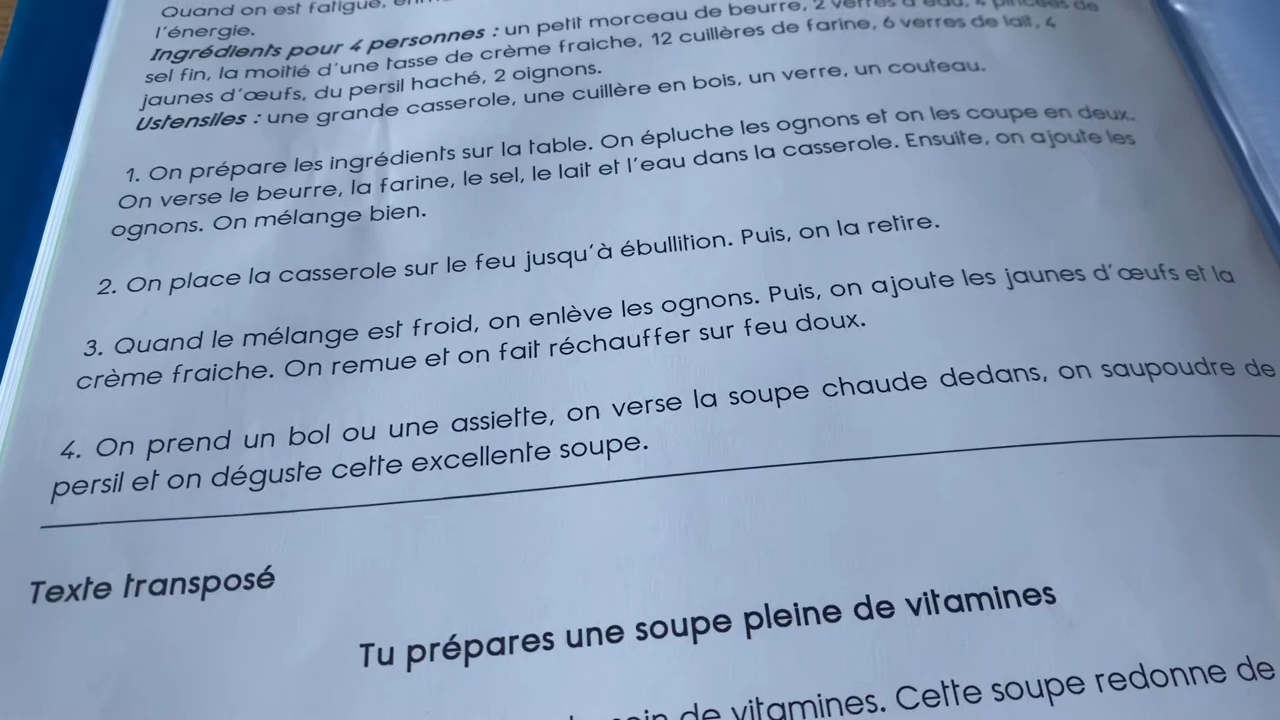 Quand on est fatigué,
l'énergie.
Ingrédients pour 4 personnes : un petit morceau de beurre, 2 verres d'eau, 4 pincées de
sel fin, la moitié d'une tasse de crème fraiche, 12 cuillères de farine, 6 verres de lait, 4
jaunes d'œufs, du persil haché, 2 oignons.
Ustensiles : une grande casserole, une cuillère en bois, un verre, un couteau.
1. On prépare les ingrédients sur la table. On épluche les ognons et on les coupe en deux.
On verse le beurre, la farine, le sel, le lait et l'eau dans la casserole. Ensuite, on ajoute les
ognons. On mélange bien.
2. On place la casserole sur le feu jusqu'à ébullition. Puis, on la retire.
3. Quand le mélange est froid, on enlève les ognons. Puis, on ajoute les jaunes d'œufs et la
crème fraiche. On remue et on fait réchauffer sur feu doux.
4. On prend un bol ou une assiette, on verse la soupe chaude dedans, on saupoudre de
persil et on déguste cette excellente soupe.
Texte transposé
Tu prépares une soupe pleine de vitamines
de vitamines. Cette soupe redonne de